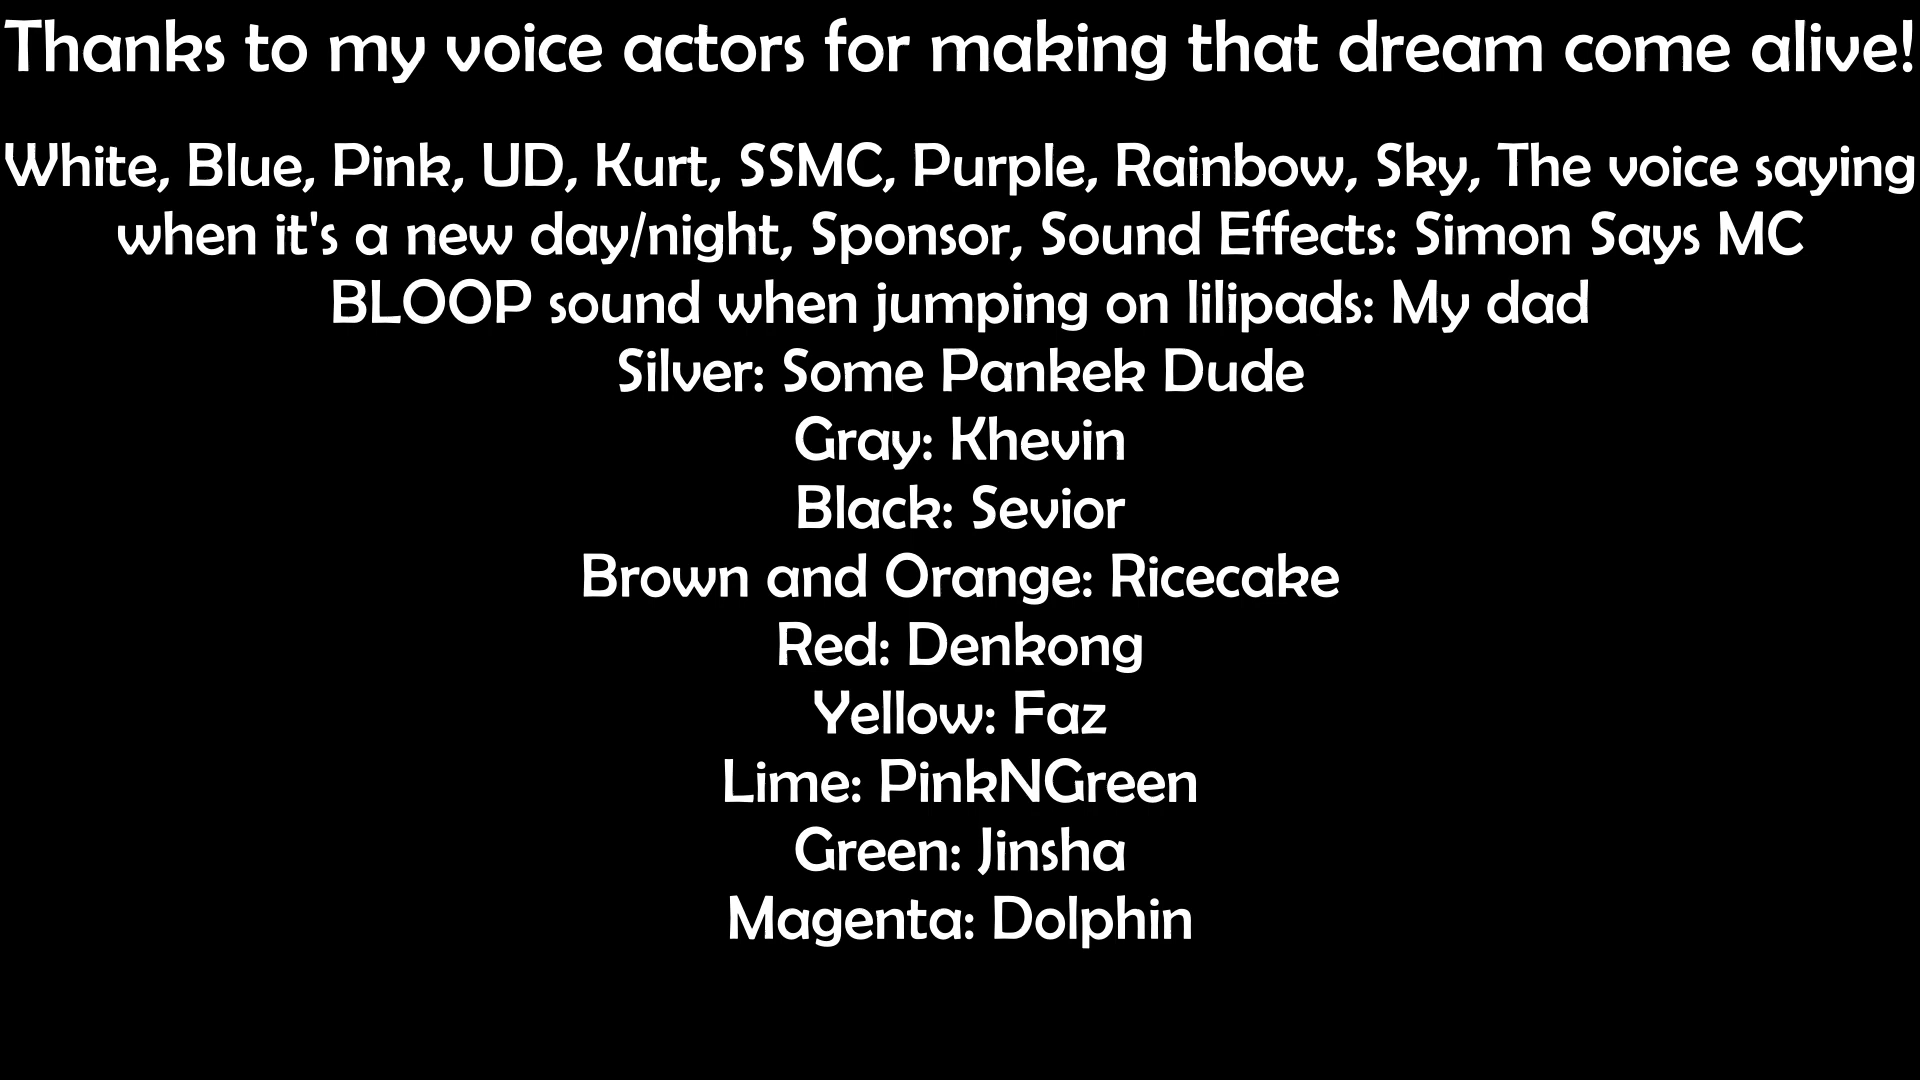 Thanks to my voice actors for making that dream come alive!
White, Blue, Pink, UD, Kurt, SSMC, Purple, Rainbow, Sky, The voice saying
when it's a new day/night, Sponsor, Sound Effects: Simon Says MC
BLOOP sound when jumping on lilipads: My dad
Silver: Some Pankek Dude
Gray: Khevin
Black: Sevior
Brown and Orange: Ricecake
Red: Denkong
Yellow: Faz
Lime: PinkNGreen
Green: Jinsha
Magenta: Dolphin